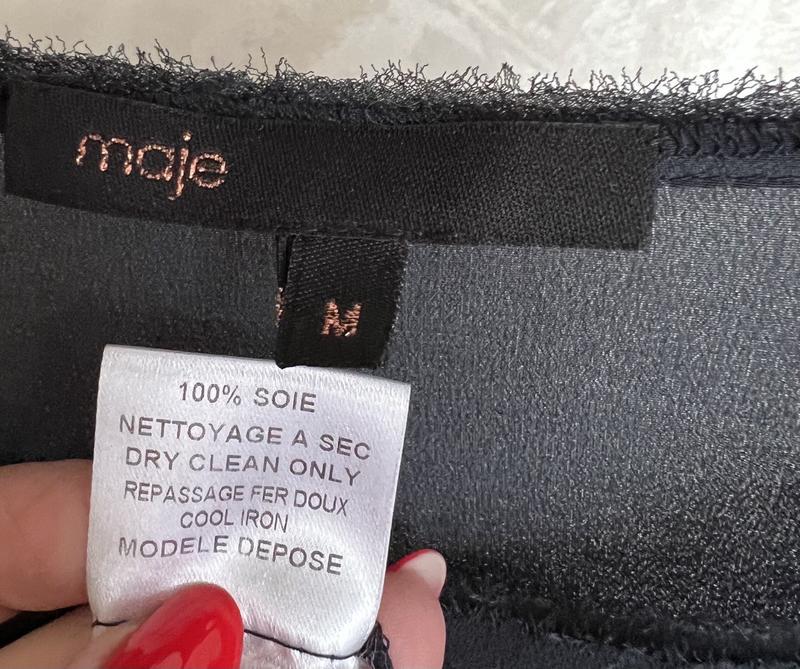 maje
M
100% SOIE
NETTOYAGE A SEC
DRY CLEAN ONLY
REPASSAGE FER DOUX
COOL IRON
MODELE DEPOSE